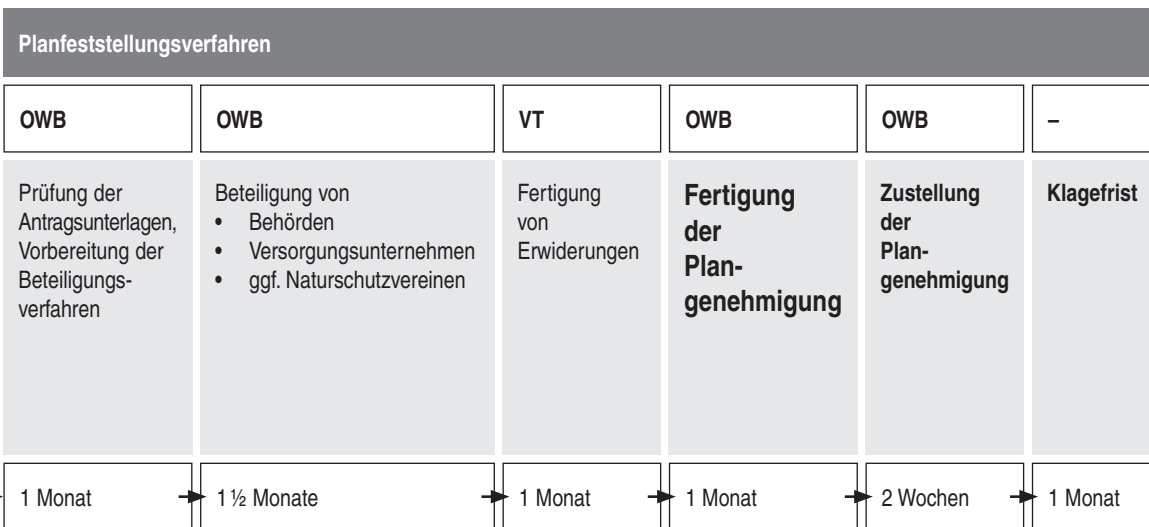 Planfeststellungsverfahren
OWB
OWB
VT
OWB
OWB
–
Prüfung der
Antragsunterlagen,
Vorbereitung der
Beteiligungs-
verfahren
Beteiligung von
• Behörden
• Versorgungsunternehmen
• ggf. Naturschutzvereinen
Fertigung
von
Erwiderungen
Fertigung
der
Plan-
genehmigung
Zustellung
der
Plan-
genehmigung
Klagefrist
1 Monat
1 ½ Monate
1 Monat
1 Monat
2 Wochen
1 Monat